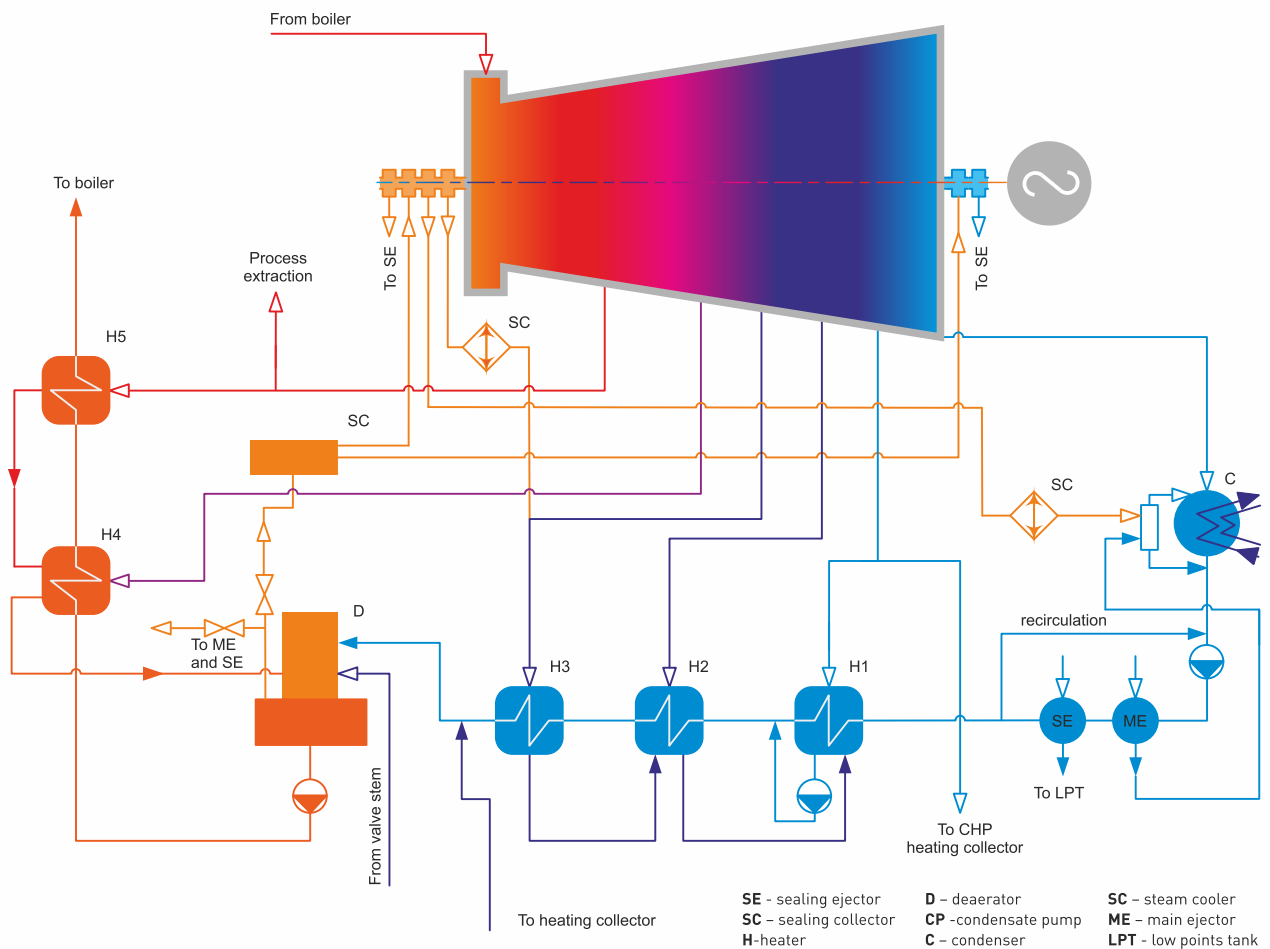 From boiler
To boiler
Process
extraction
To SE
To SE
H5
SC
SC
SC
C
H4
D
To ME
and SE
recirculation
H3
H2
H1
SE
ME
To LPT
From valve stem
To CHP
heating collector
To heating collector
SE - sealing ejector
SC – sealing collector
H-heater
D – deaerator
CP -condensate pump
C – condenser
SC – steam cooler
ME – main ejector
LPT - low points tank